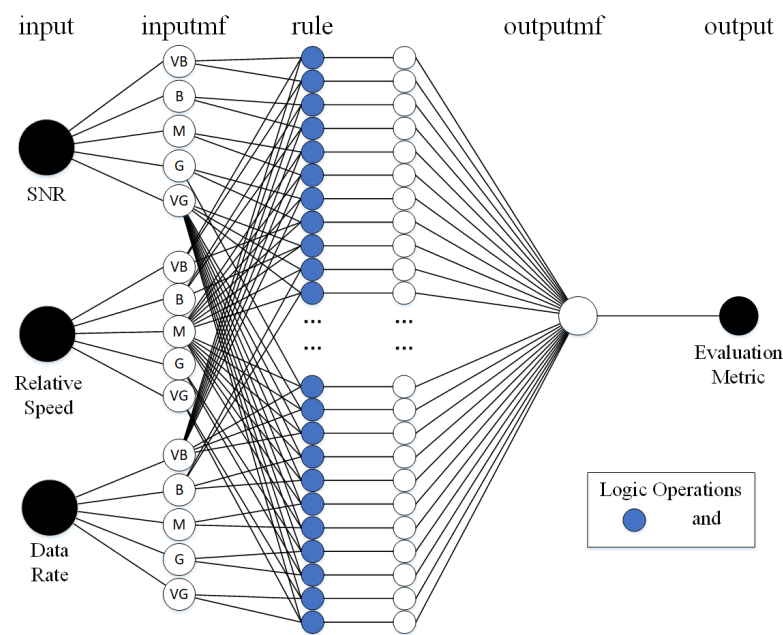 input inputmf rule outputmf output
VB
B
M
G
VG
SNR
VB
B
M
G
VG
Relative
Speed
VB
B
M
G
VG
Data
Rate
... ...
... ...
Evaluation
Metric
Logic Operations
and